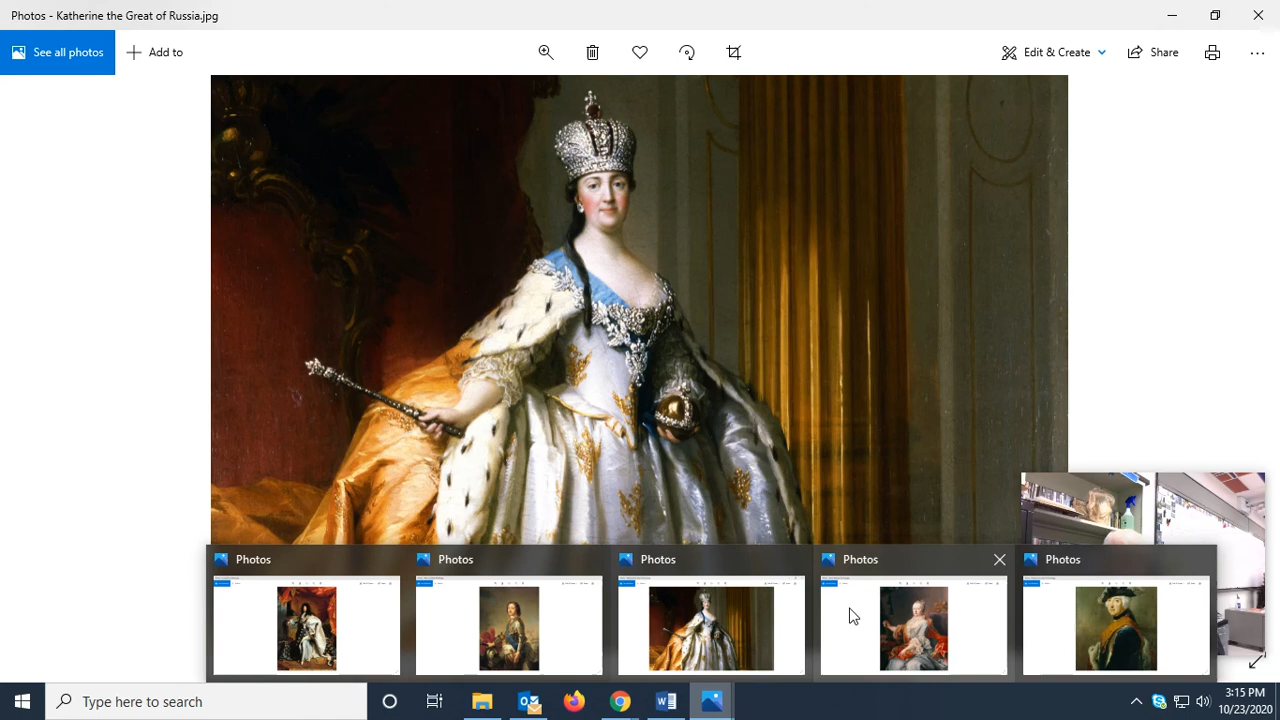 Photos - Katherine the Great of Russia.jpg
See all photos
Add to
Edit & Create
Share
Photos
Photos
Photos
Photos
Photos
Type here to search
3:15 PM
10/23/2020